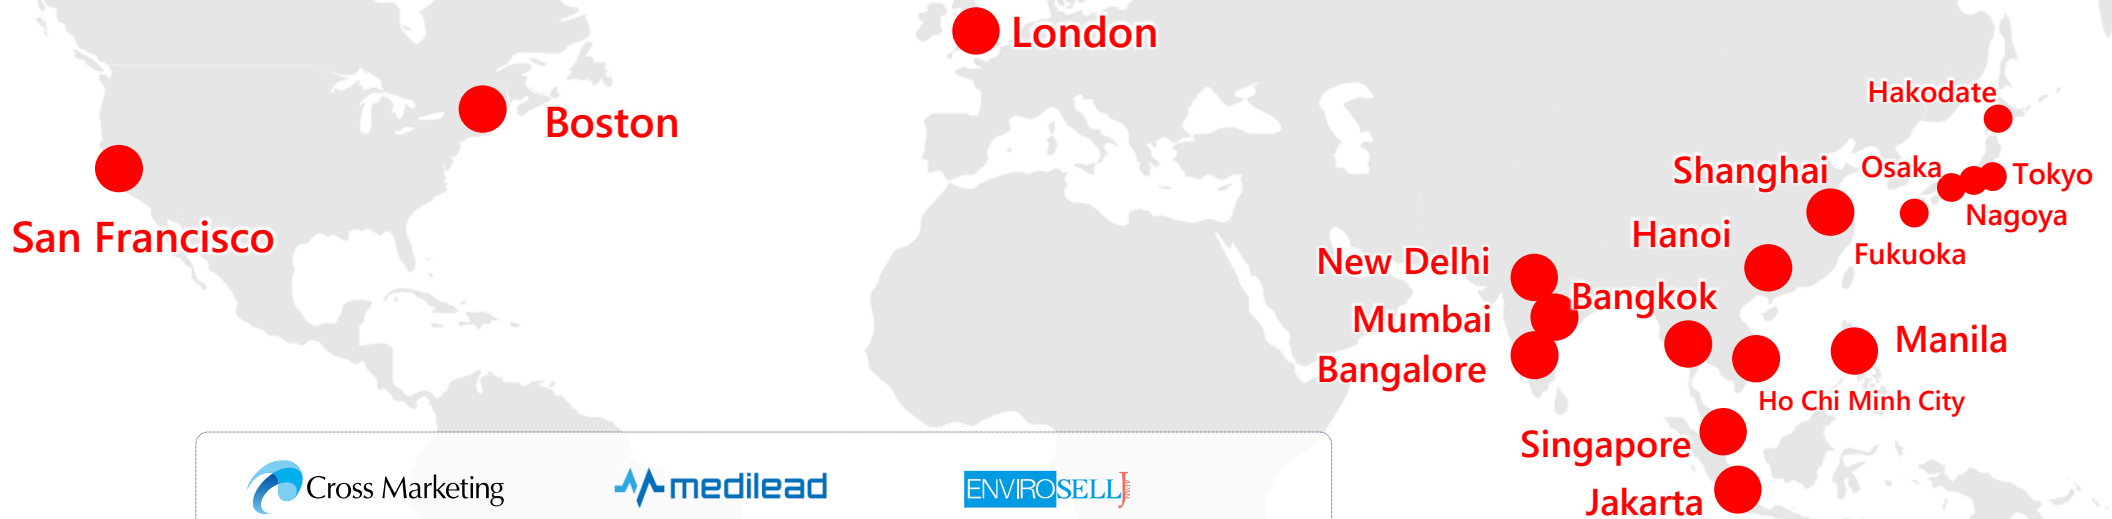 London
Boston
San Francisco
Hakodate
Shanghai
Osaka
Tokyo
Nagoya
Hanoi
Fukuoka
New Delhi
Bangkok
Mumbai
Manila
Bangalore
Ho Chi Minh City
Singapore
Jakarta
Cross Marketing
medilead
ENVIROSELL JAPAN